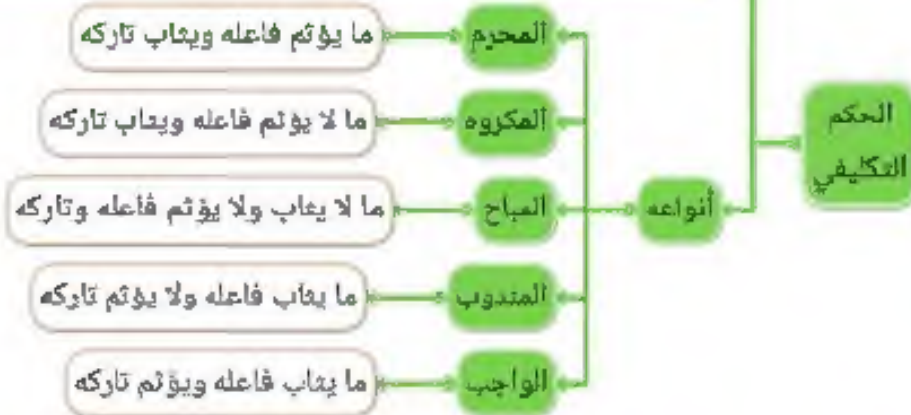 الحكم
التكليفي
أنواعه
المحرم
ما يؤثم فاعله ويثاب تاركه
المكروه
ما لا يؤثم فاعله ويثاب تاركه
المباح
ما لا يثاب ولا يؤثم فاعله وتاركه
المندوب
ما يثاب فاعله ولا يؤثم تاركه
الواجب
ما يثاب فاعله ويؤثم تاركه